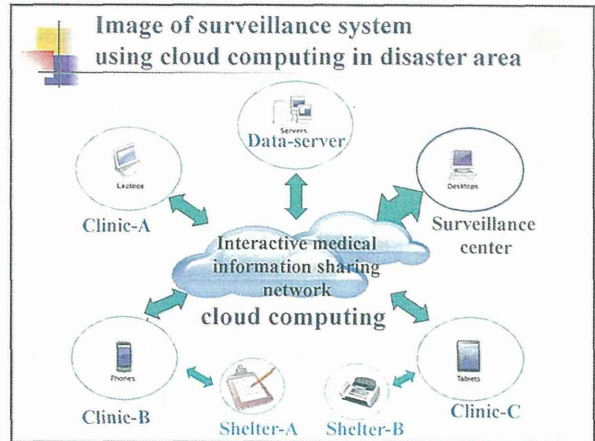 Image of surveillance system
using cloud computing in disaster area
Servers
Data-server
Laptops
Clinic-A
Desktops
Surveillance
center
Interactive medical
information sharing
network
cloud computing
Phones
Clinic-B
Shelter-A
Shelter-B
Tablets
Clinic-C